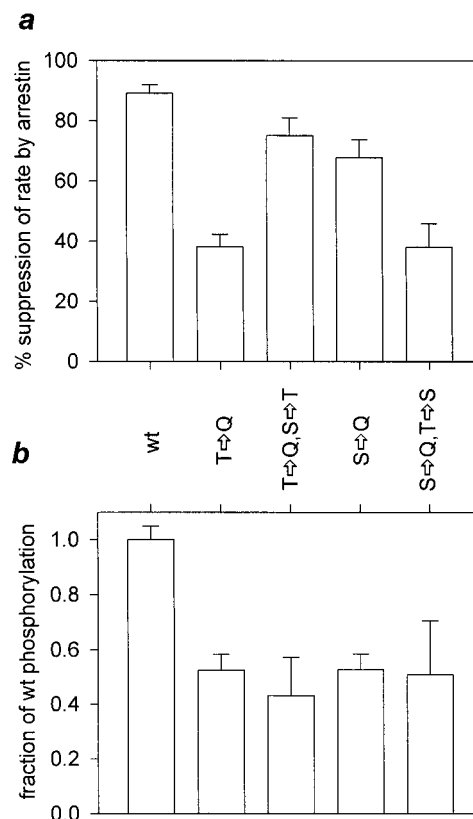 a
% suppression of rate by arrestin
100
80
60
40
20
0
wt
T⇨Q
T⇨Q,S⇨T
S⇨Q
S⇨Q,T⇨S
b
fraction of wt phosphorylation
1.0
0.8
0.6
0.4
0.2
0.0